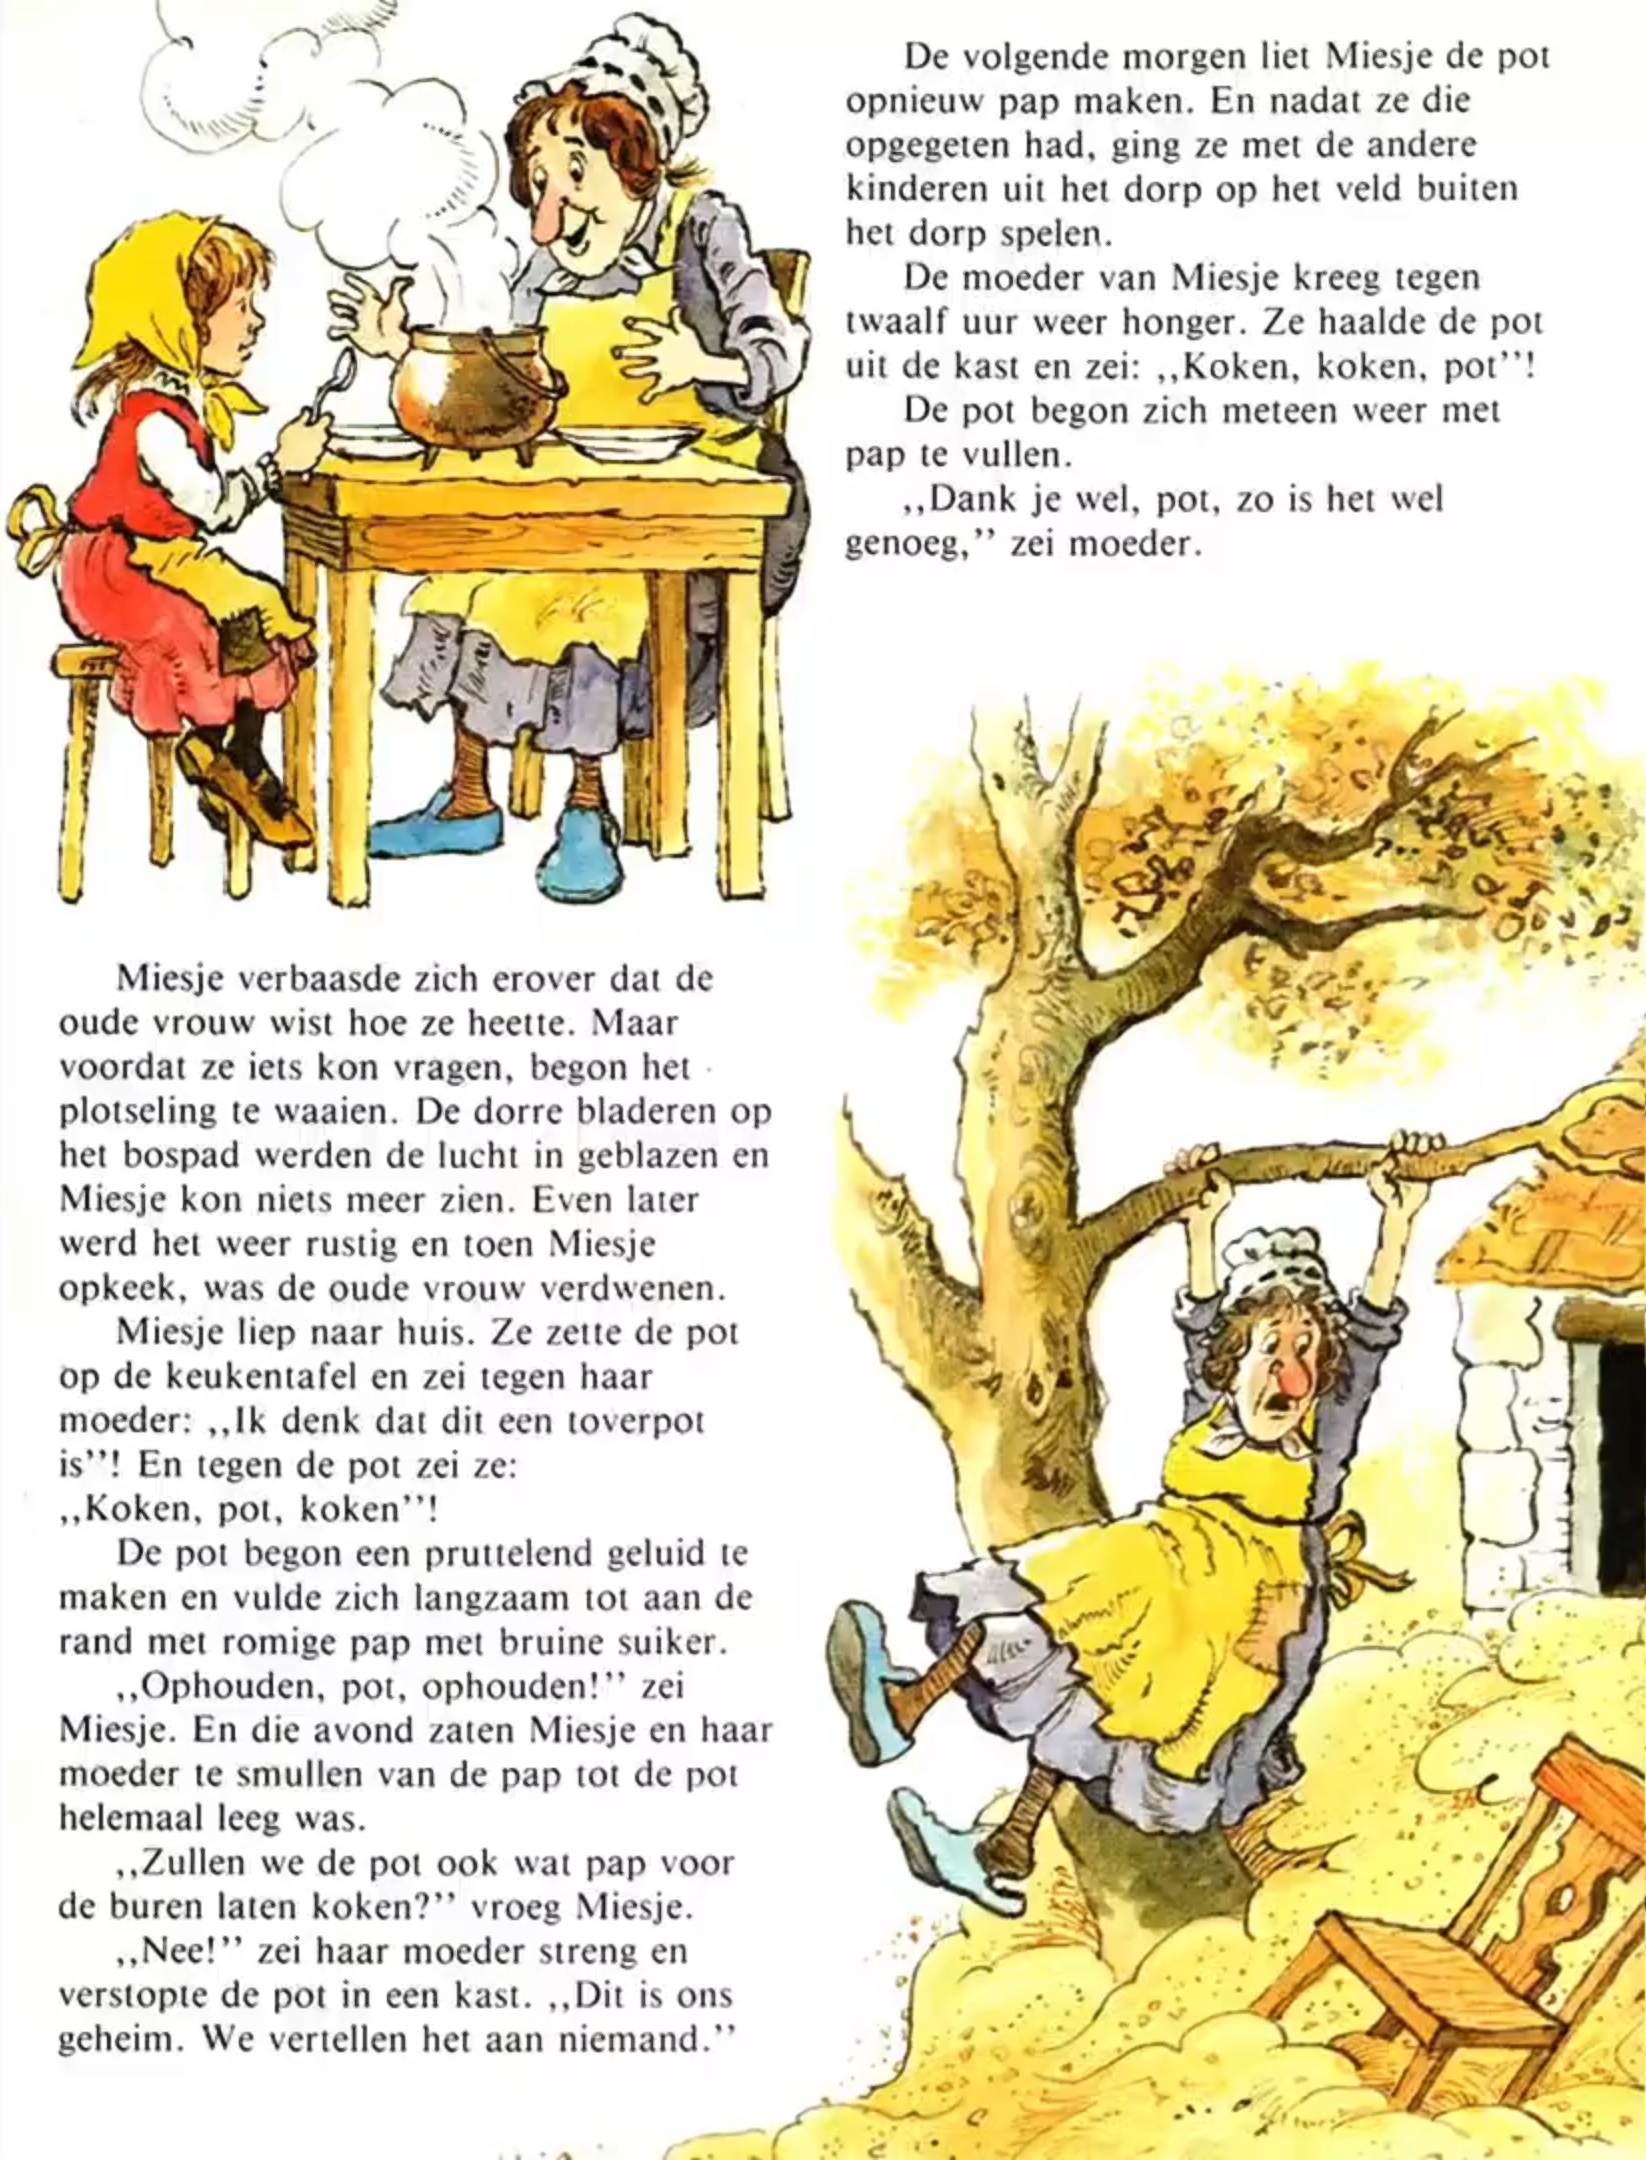 Miesje verbaasde zich erover dat de
oude vrouw wist hoe ze heette. Maar
voordat ze iets kon vragen, begon het
plotseling te waaien. De dorre bladeren op
het bospad werden de lucht in geblazen en
Miesje kon niets meer zien. Even later
werd het weer rustig en toen Miesje
opkeek, was de oude vrouw verdwenen.
Miesje liep naar huis. Ze zette de pot
op de keukentafel en zei tegen haar
moeder: ,,Ik denk dat dit een toverpot
is''! En tegen de pot zei ze:
,,Koken, pot, koken''!
De pot begon een pruttelend geluid te
maken en vulde zich langzaam tot aan de
rand met romige pap met bruine suiker.
,,Ophouden, pot, ophouden!'' zei
Miesje. En die avond zaten Miesje en haar
moeder te smullen van de pap tot de pot
helemaal leeg was.
,,Zullen we de pot ook wat pap voor
de buren laten koken?'' vroeg Miesje.
,,Nee!'' zei haar moeder streng en
verstopte de pot in een kast. ,,Dit is ons
geheim. We vertellen het aan niemand.''
De volgende morgen liet Miesje de pot
opnieuw pap maken. En nadat ze die
opgegeten had, ging ze met de andere
kinderen uit het dorp op het veld buiten
het dorp spelen.
De moeder van Miesje kreeg tegen
twaalf uur weer honger. Ze haalde de pot
uit de kast en zei: ,,Koken, koken, pot''!
De pot begon zich meteen weer met
pap te vullen.
,,Dank je wel, pot, zo is het wel
genoeg,'' zei moeder.